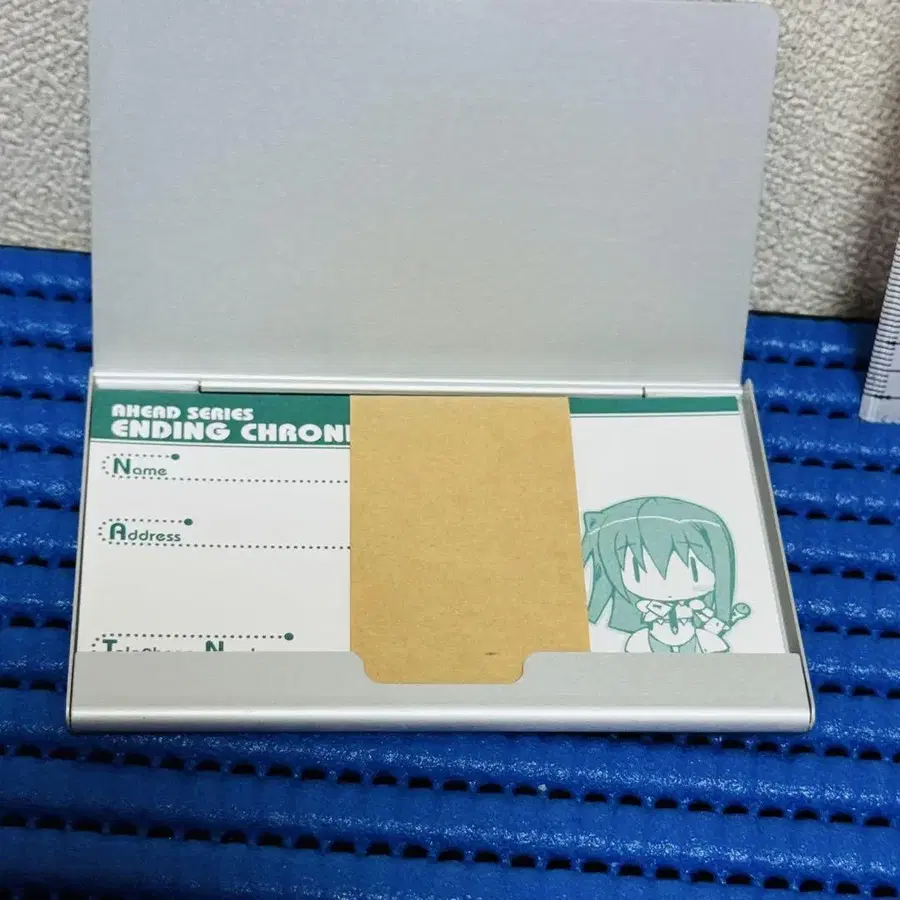 AHEAD SERIES
ENDING CHRONI
Name
Address